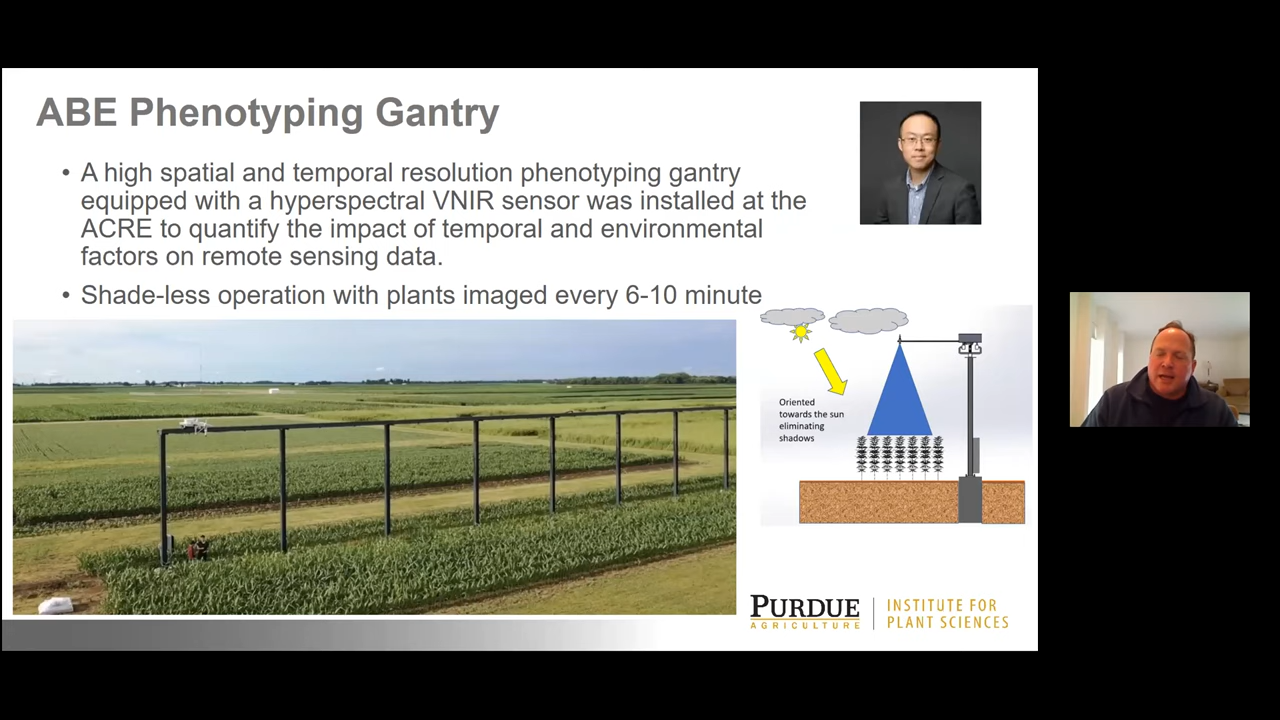 ABE Phenotyping Gantry
• A high spatial and temporal resolution phenotyping gantry
equipped with a hyperspectral VNIR sensor was installed at the
ACRE to quantify the impact of temporal and environmental
factors on remote sensing data.
• Shade-less operation with plants imaged every 6-10 minute
Oriented
towards the sun
eliminating
shadows
PURDUE
AGRICULTURE
INSTITUTE FOR
PLANT SCIENCES